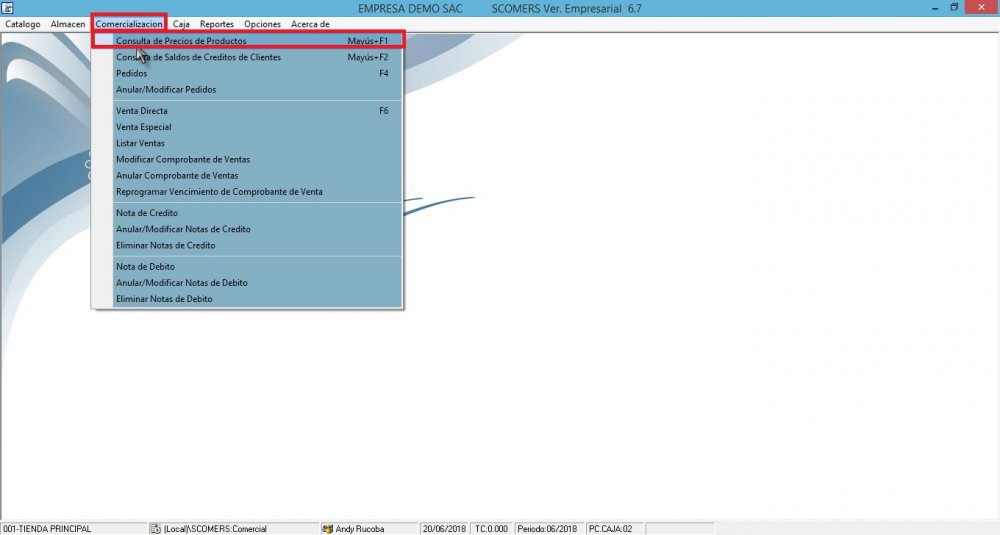 EMPRESA DEMO SAC SCOMERS Ver. Empresarial 6.7
Catalogo Almacen Comercializacion Caja Reportes Opciones Acerca de
Consulta de Precios de Productos Mayús+F1
Consulta de Saldos de Creditos de Clientes Mayús+F2
Pedidos F4
Anular/Modificar Pedidos
Venta Directa F6
Venta Especial
Listar Ventas
Modificar Comprobante de Ventas
Anular Comprobante de Ventas
Reprogramar Vencimiento de Comprobante de Venta
Nota de Credito
Anular/Modificar Notas de Credito
Eliminar Notas de Credito
Nota de Debito
Anular/Modificar Notas de Debito
Eliminar Notas de Debito
001-TIENDA PRINCIPAL (Local)\SCOMERS:Comercial Andy Rucoba 20/06/2018 TC:0.000 Periodo:06/2018 PC.CAJA:02